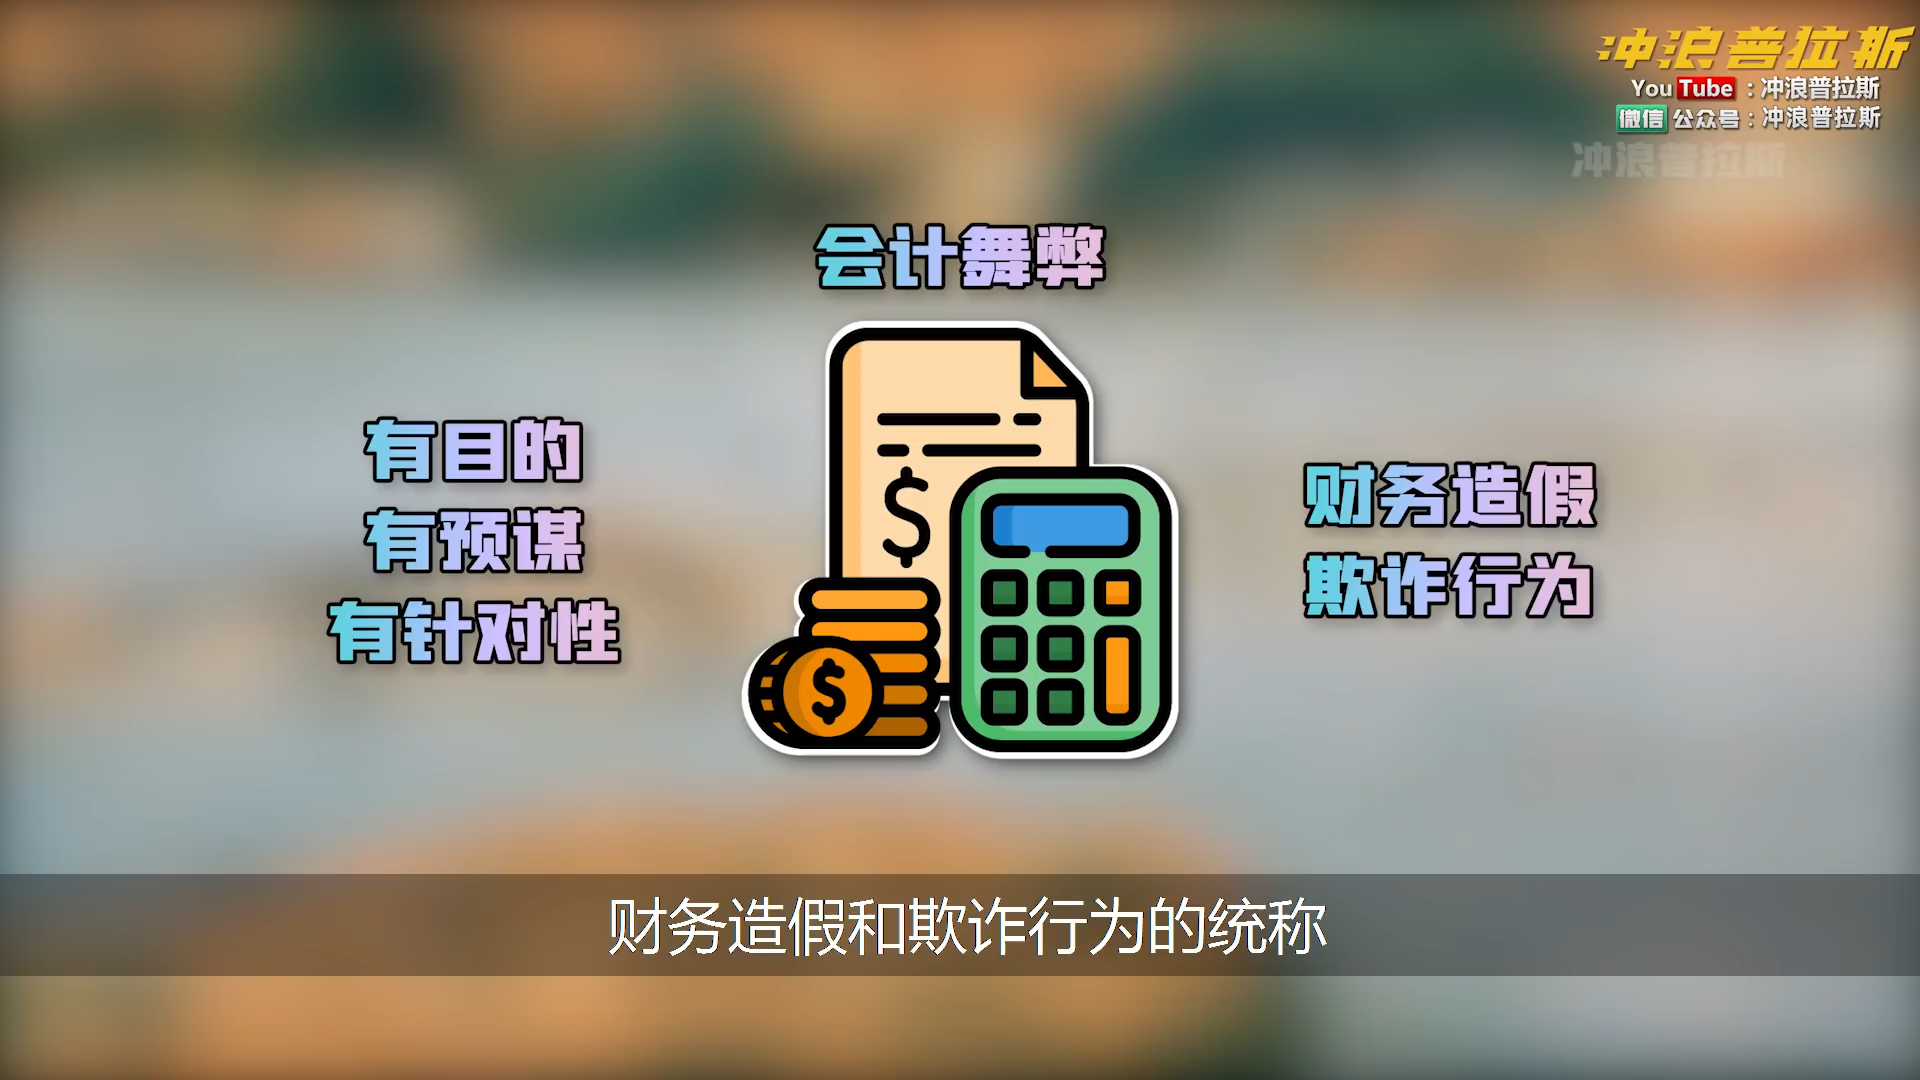 冲浪普拉斯
YouTube：冲浪普拉斯
微信公众号：冲浪普拉斯
冲浪普拉斯
会计舞弊
有目的
有预谋
有针对性
$
$
财务造假
欺诈行为
财务造假和欺诈行为的统称